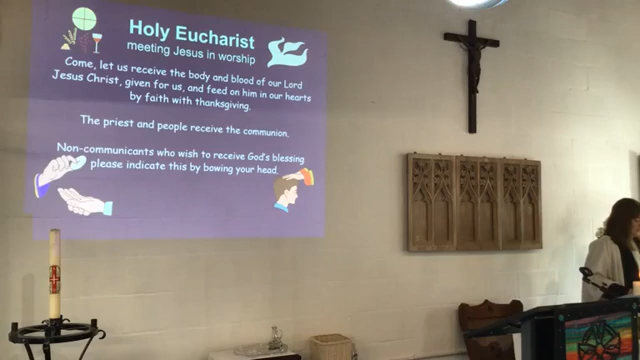 Holy Eucharist
meeting Jesus in worship
Come, let us receive the body and blood of our Lord
Jesus Christ, given for us, and feed on him in our hearts
by faith with thanksgiving.
The priest and people receive the communion.
Non-communicants who wish to receive God's blessing
please indicate this by bowing your head.